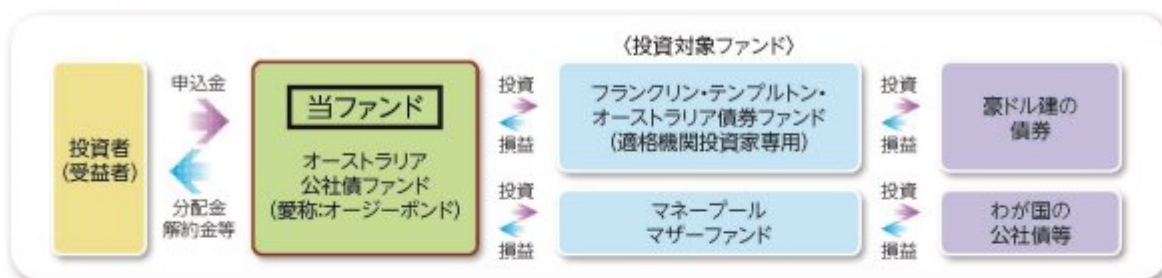 〈投資対象ファンド〉
投資者
(受益者)
申込金
分配金
解約金等
当ファンド
オーストラリア
公社債ファンド
(愛称:オージーボンド)
投資
損益
フランクリン・テンプルトン・
オーストラリア債券ファンド
(適格機関投資家専用)
投資
損益
豪ドル建の
債券
投資
損益
マネープール
マザーファンド
投資
損益
わが国の
公社債等